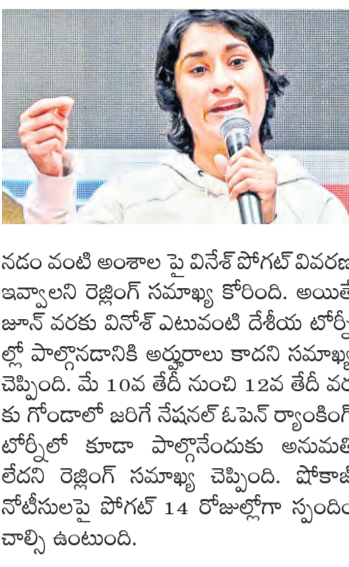 నడం వంటి అంశాల పై వినేశ్ పోగట్ వివరణ
ఇవ్వాలని రెజ్లింగ్ సమాఖ్య కోరింది. అయితే
జూన్ వరకు వినోశ్ ఎటువంటి దేశీయ టోర్నీ
ల్లో పాల్గొనడానికి అర్హురాలు కాదని సమాఖ్య
చెప్పింది. మే 10వ తేదీ నుంచి 12వ తేదీ వర
కు గోండాలో జరిగే నేషనల్ ఓపెన్ ర్యాంకింగ్
టోర్నీలో కూడా పాల్గొనేందుకు అనుమతి
లేదని రెజ్లింగ్ సమాఖ్య చెప్పింది. షోకాజ్
నోటీసులపై పోగట్ 14 రోజుల్లోగా స్పందిం
చాల్సి ఉంటుంది.